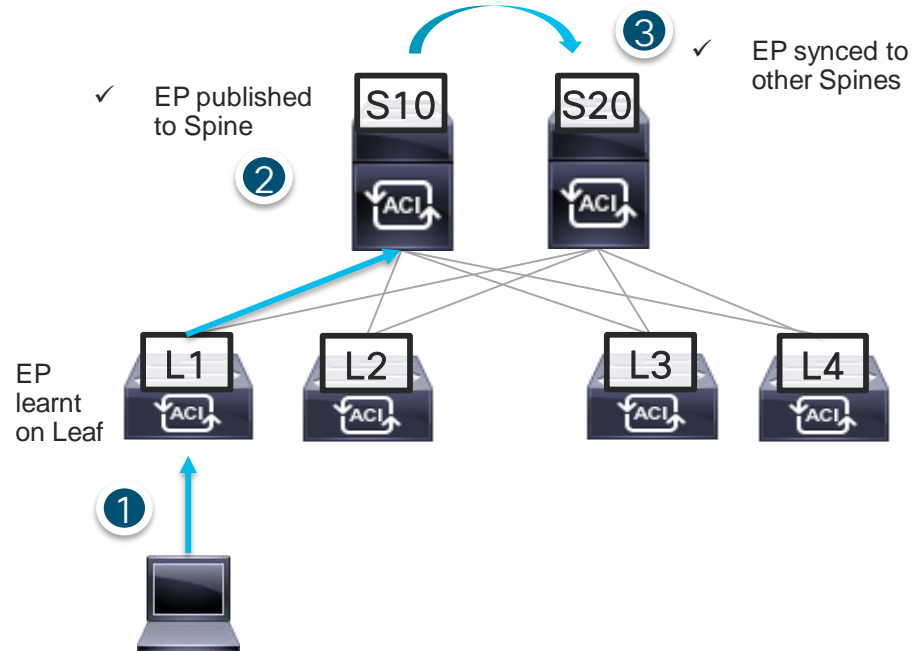 3
✓ EP synced to
other Spines
✓ EP published
to Spine
S10
S20
2
ACI
ACI
L1
L2
L3
L4
EP
learnt
on Leaf
ACI
ACI
ACI
ACI
1